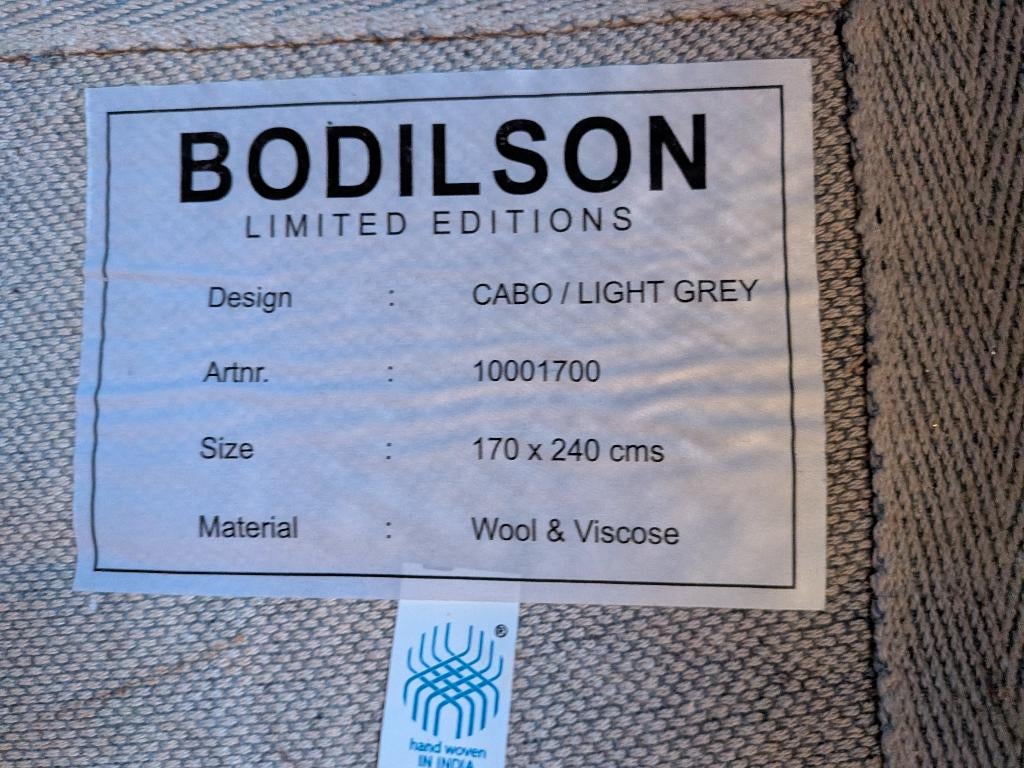 BODILSON
LIMITED EDITIONS
Design : CABO / LIGHT GREY
Artnr. : 10001700
Size : 170 x 240 cms
Material : Wool & Viscose
®
hand woven
IN INDIA